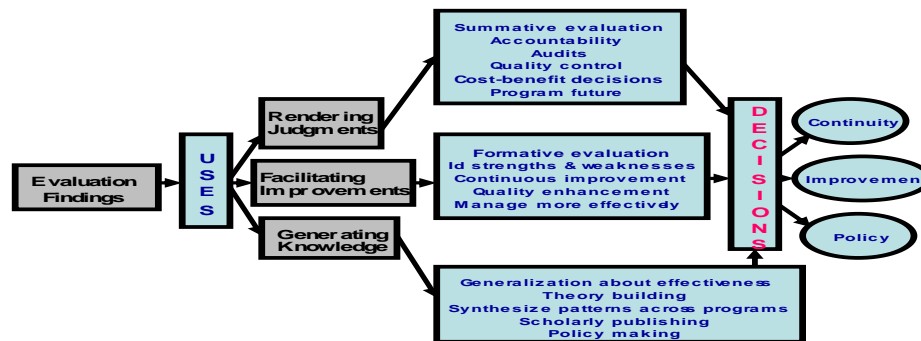 Evaluation
Findings
USES
Rendering
Judgments
Facilitating
Improvements
Generating
Knowledge
Summative evaluation
Accountability
Audits
Quality control
Cost-benefit decisions
Program future
Formative evaluation
Id strengths & weaknesses
Continuous improvement
Quality enhancement
Manage more effectively
Generalization about effectiveness
Theory building
Synthesize patterns across programs
Scholarly publishing
Policy making
DECISIONS
Continuity
Improvemen
Policy